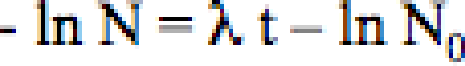 - ln N = λ t – ln N₀